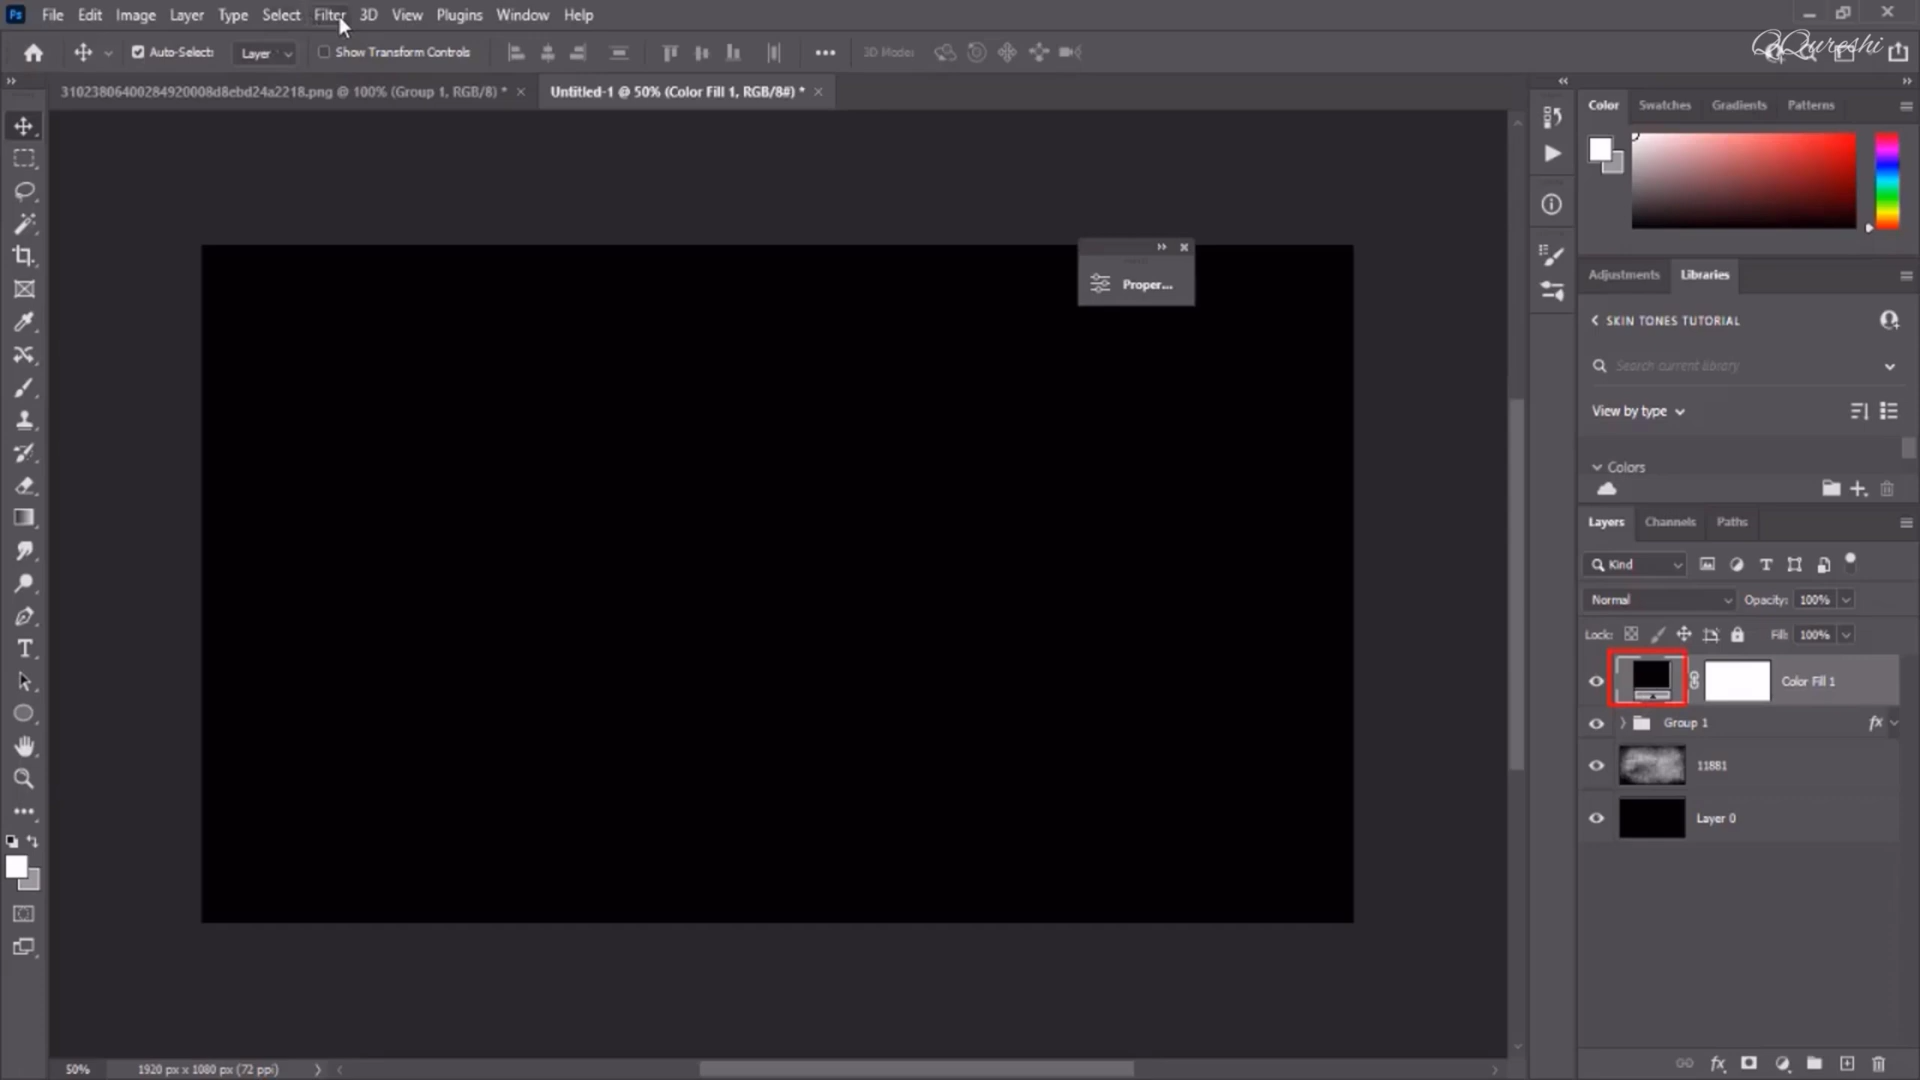 Ps File Edit Image Layer Type Select Filter 3D View Plugins Window Help
Auto-Select: Layer Show Transform Controls 3D Mode:
QQureshi
31023806400284920008d8ebd24a2218.png @ 100% (Group 1, RGB/8) * Untitled-1 @ 50% (Color Fill 1, RGB/8#) *
Color Swatches Gradients Patterns
Proper...
Adjustments Libraries
SKIN TONES TUTORIAL
Search current library
View by type
Colors
Layers Channels Paths
Kind
Normal Opacity: 100%
Lock: Fill: 100%
Color Fill 1
Group 1 fx
11881
Layer 0
50% 1920 px x 1080 px (72 ppi)
fx